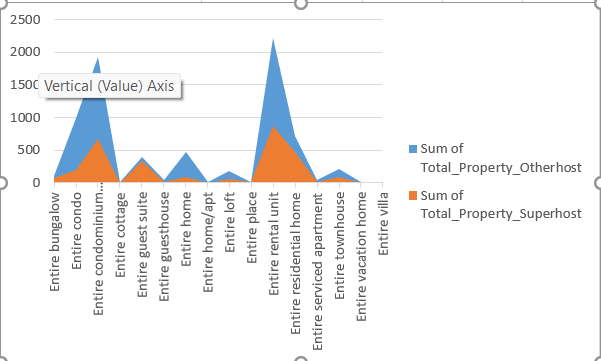 2500
2000
1500
1000
500
0
Vertical (Value) Axis
Entire bungalow
Entire condo
Entire condominium...
Entire cottage
Entire guest suite
Entire guesthouse
Entire home
Entire home/apt
Entire loft
Entire place
Entire rental unit
Entire residential home
Entire serviced apartment
Entire townhouse
Entire vacation home
Entire villa
Sum of
Total_Property_Otherhost
Sum of
Total_Property_Superhost